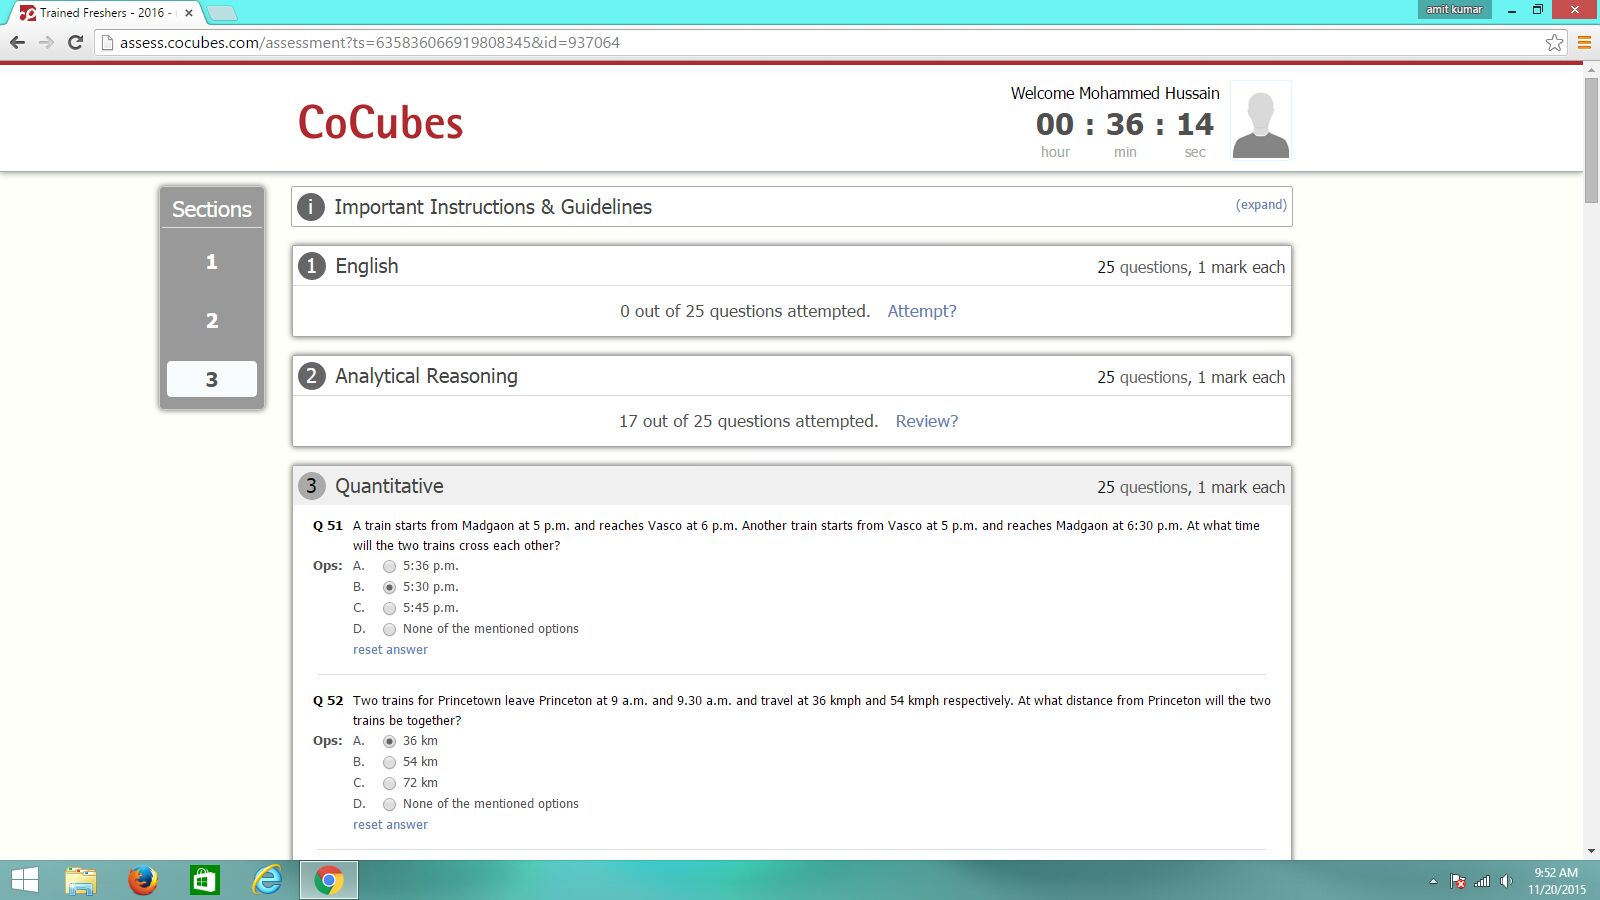 Trained Freshers - 2016 -
amit kumar
assess.cocubes.com/assessment?ts=635836066919808345&id=937064
CoCubes
Welcome Mohammed Hussain
00 : 36 : 14
hour min sec
Sections
1
2
3
i Important Instructions & Guidelines (expand)
1 English 25 questions, 1 mark each
0 out of 25 questions attempted. Attempt?
2 Analytical Reasoning 25 questions, 1 mark each
17 out of 25 questions attempted. Review?
3 Quantitative 25 questions, 1 mark each
Q 51 A train starts from Madgaon at 5 p.m. and reaches Vasco at 6 p.m. Another train starts from Vasco at 5 p.m. and reaches Madgaon at 6:30 p.m. At what time
will the two trains cross each other?
Ops: A. 5:36 p.m.
B. 5:30 p.m.
C. 5:45 p.m.
D. None of the mentioned options
reset answer
Q 52 Two trains for Princetown leave Princeton at 9 a.m. and 9.30 a.m. and travel at 36 kmph and 54 kmph respectively. At what distance from Princeton will the two
trains be together?
Ops: A. 36 km
B. 54 km
C. 72 km
D. None of the mentioned options
reset answer
9:52 AM
11/20/2015